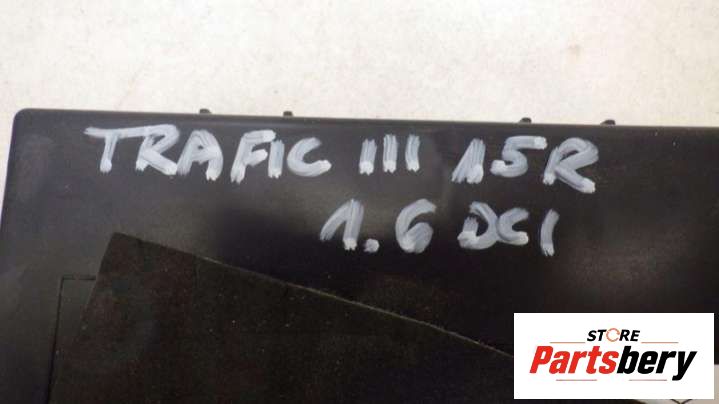 TRAFIC III 15R
1.6 DCI
STORE
Partsbery